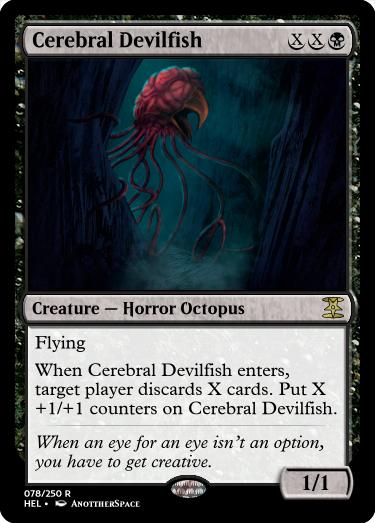 Cerebral Devilfish XX
Creature — Horror Octopus
Flying
When Cerebral Devilfish enters,
target player discards X cards. Put X
+1/+1 counters on Cerebral Devilfish.
When an eye for an eye isn't an option,
you have to get creative.
1/1
078/250 R
HEL • AnottherSpace